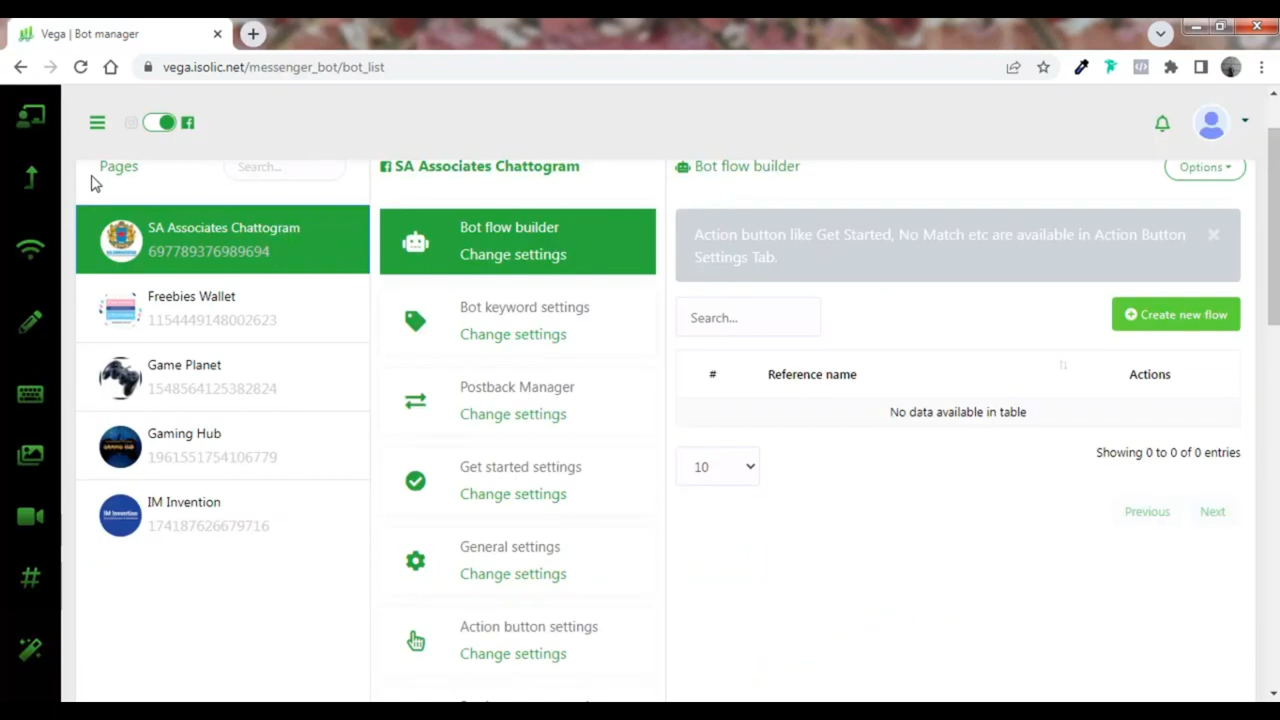 Vega | Bot manager
vega.isolic.net/messenger_bot/bot_list
Pages
Search...
SA Associates Chattogram
697789376989694
Freebies Wallet
1154449148002623
Game Planet
1548564125382824
Gaming Hub
1961551754106779
IM Invention
174187626679716
SA Associates Chattogram
Bot flow builder
Change settings
Bot keyword settings
Change settings
Postback Manager
Change settings
Get started settings
Change settings
General settings
Change settings
Action button settings
Change settings
Bot flow builder
Options
Action button like Get Started, No Match etc are available in Action Button
Settings Tab.
Search...
Create new flow
# Reference name Actions
No data available in table
10
Showing 0 to 0 of 0 entries
Previous Next